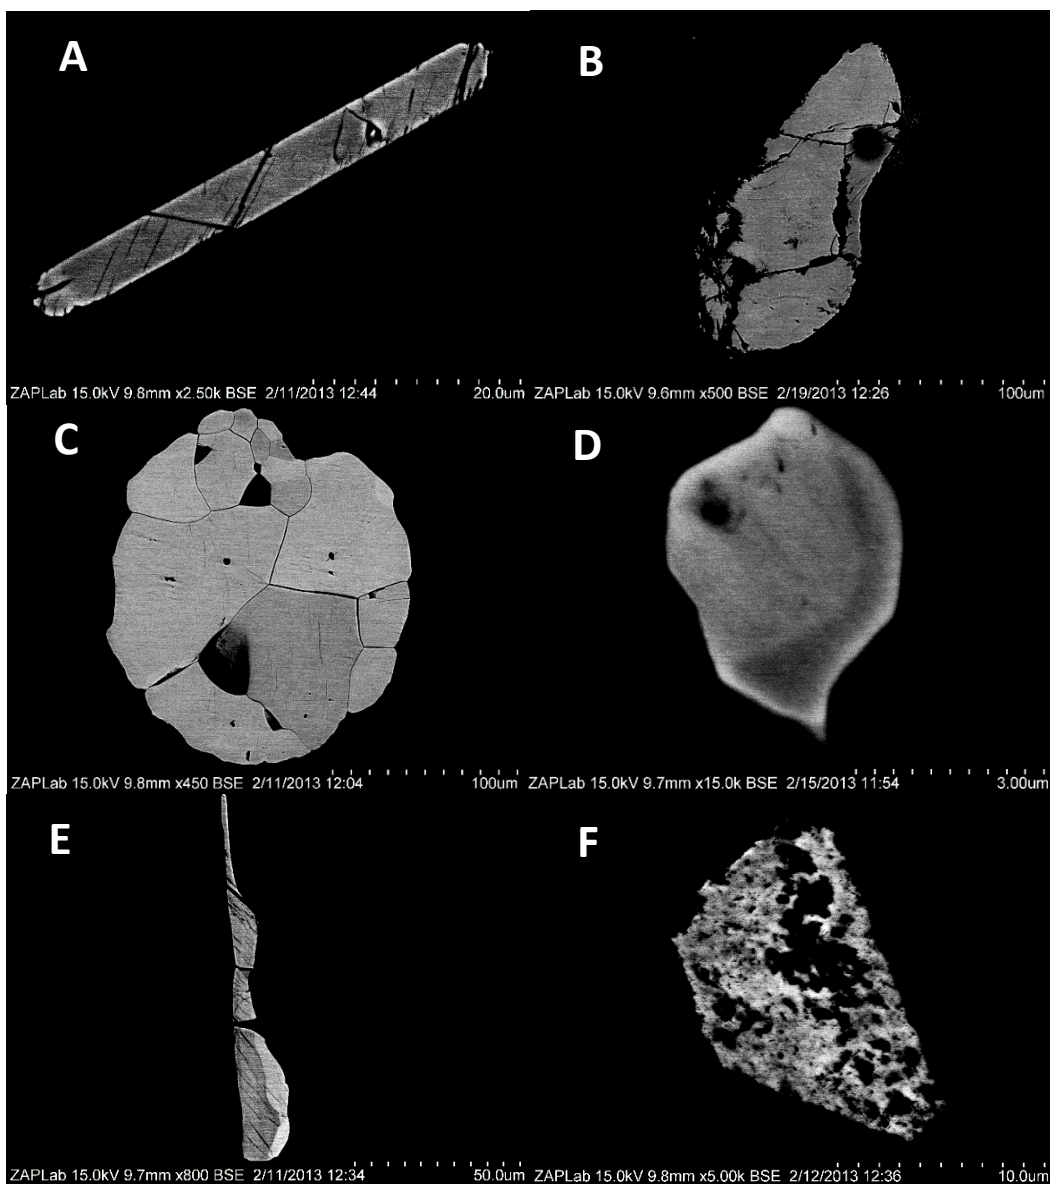 A
B
ZAPLab 15.0kV 9.8mm x2.50k BSE 2/11/2013 12:44 20.0um
ZAPLab 15.0kV 9.6mm x500 BSE 2/19/2013 12:26 100um
C
D
ZAPLab 15.0kV 9.8mm x450 BSE 2/11/2013 12:04 100um
ZAPLab 15.0kV 9.7mm x15.0k BSE 2/15/2013 11:54 3.00um
E
F
ZAPLab 15.0kV 9.7mm x800 BSE 2/11/2013 12:34 50.0um
ZAPLab 15.0kV 9.8mm x5.00k BSE 2/12/2013 12:36 10.0um